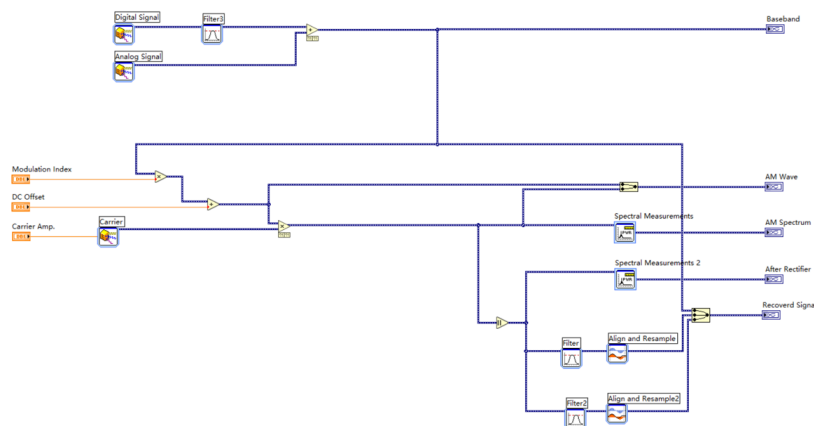 Digital Signal
Filter3
Baseband
Analog Signal
Modulation Index
AM Wave
DC Offset
Carrier Amp.
Carrier
Spectral Measurements
AM Spectrum
Spectral Measurements 2
After Rectifier
Recoverd Signa
Filter
Align and Resample
Filter2
Align and Resample2